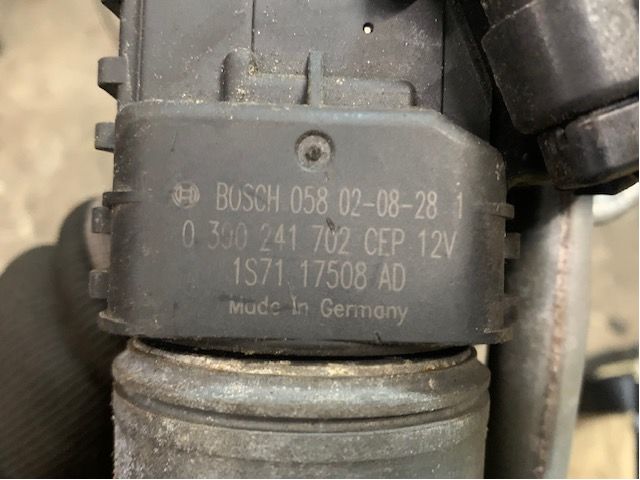 BOSCH 058 02-08-28 1
0 390 241 702 CEP 12V
1S71 17508 AD
Made In Germany